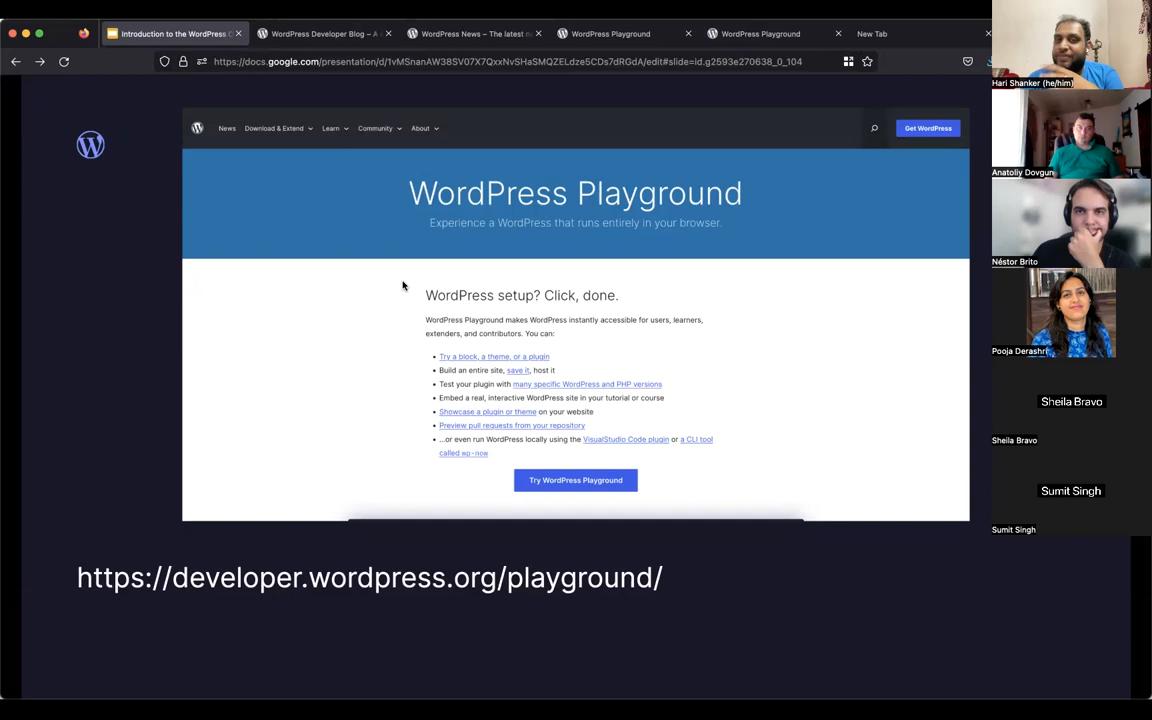 Introduction to the WordPress
WordPress Developer Blog – A
WordPress News – The latest n
WordPress Playground
WordPress Playground
New Tab
https://docs.google.com/presentation/d/1vMSnanAW38SV07X7QxxNvSHaSMQZELdze5CDs7dRGdA/edit#slide=id.g2593e270638_0_104
News
Download & Extend
Learn
Community
About
Get WordPress
WordPress Playground
Experience a WordPress that runs entirely in your browser.
WordPress setup? Click, done.
WordPress Playground makes WordPress instantly accessible for users, learners,
extenders, and contributors. You can:
• Try a block, a theme, or a plugin
• Build an entire site, save it, host it
• Test your plugin with many specific WordPress and PHP versions
• Embed a real, interactive WordPress site in your tutorial or course
• Showcase a plugin or theme on your website
• Preview pull requests from your repository
• ...or even run WordPress locally using the VisualStudio Code plugin or a CLI tool
called wp-now
Try WordPress Playground
https://developer.wordpress.org/playground/
Hari Shanker (he/him)
Anatoliy Dovgun
Néstor Brito
Pooja Derashri
Sheila Bravo
Sheila Bravo
Sumit Singh
Sumit Singh